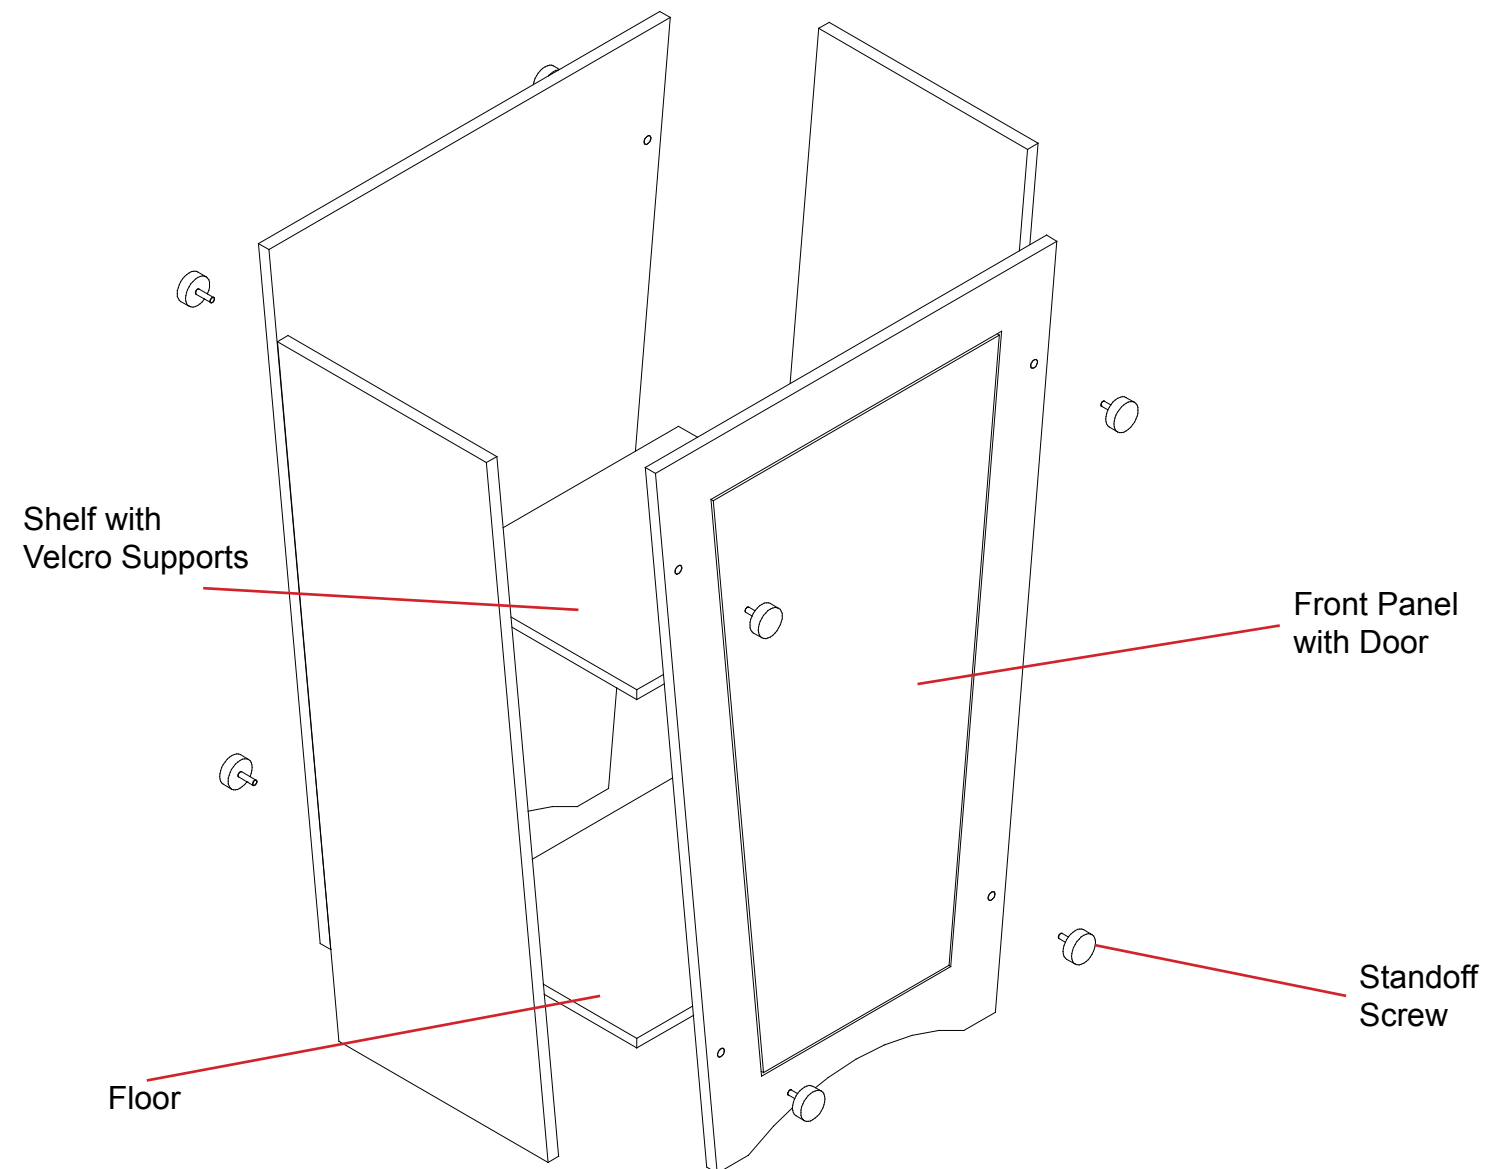 Shelf with
Velcro Supports
Front Panel
with Door
Standoff
Screw
Floor